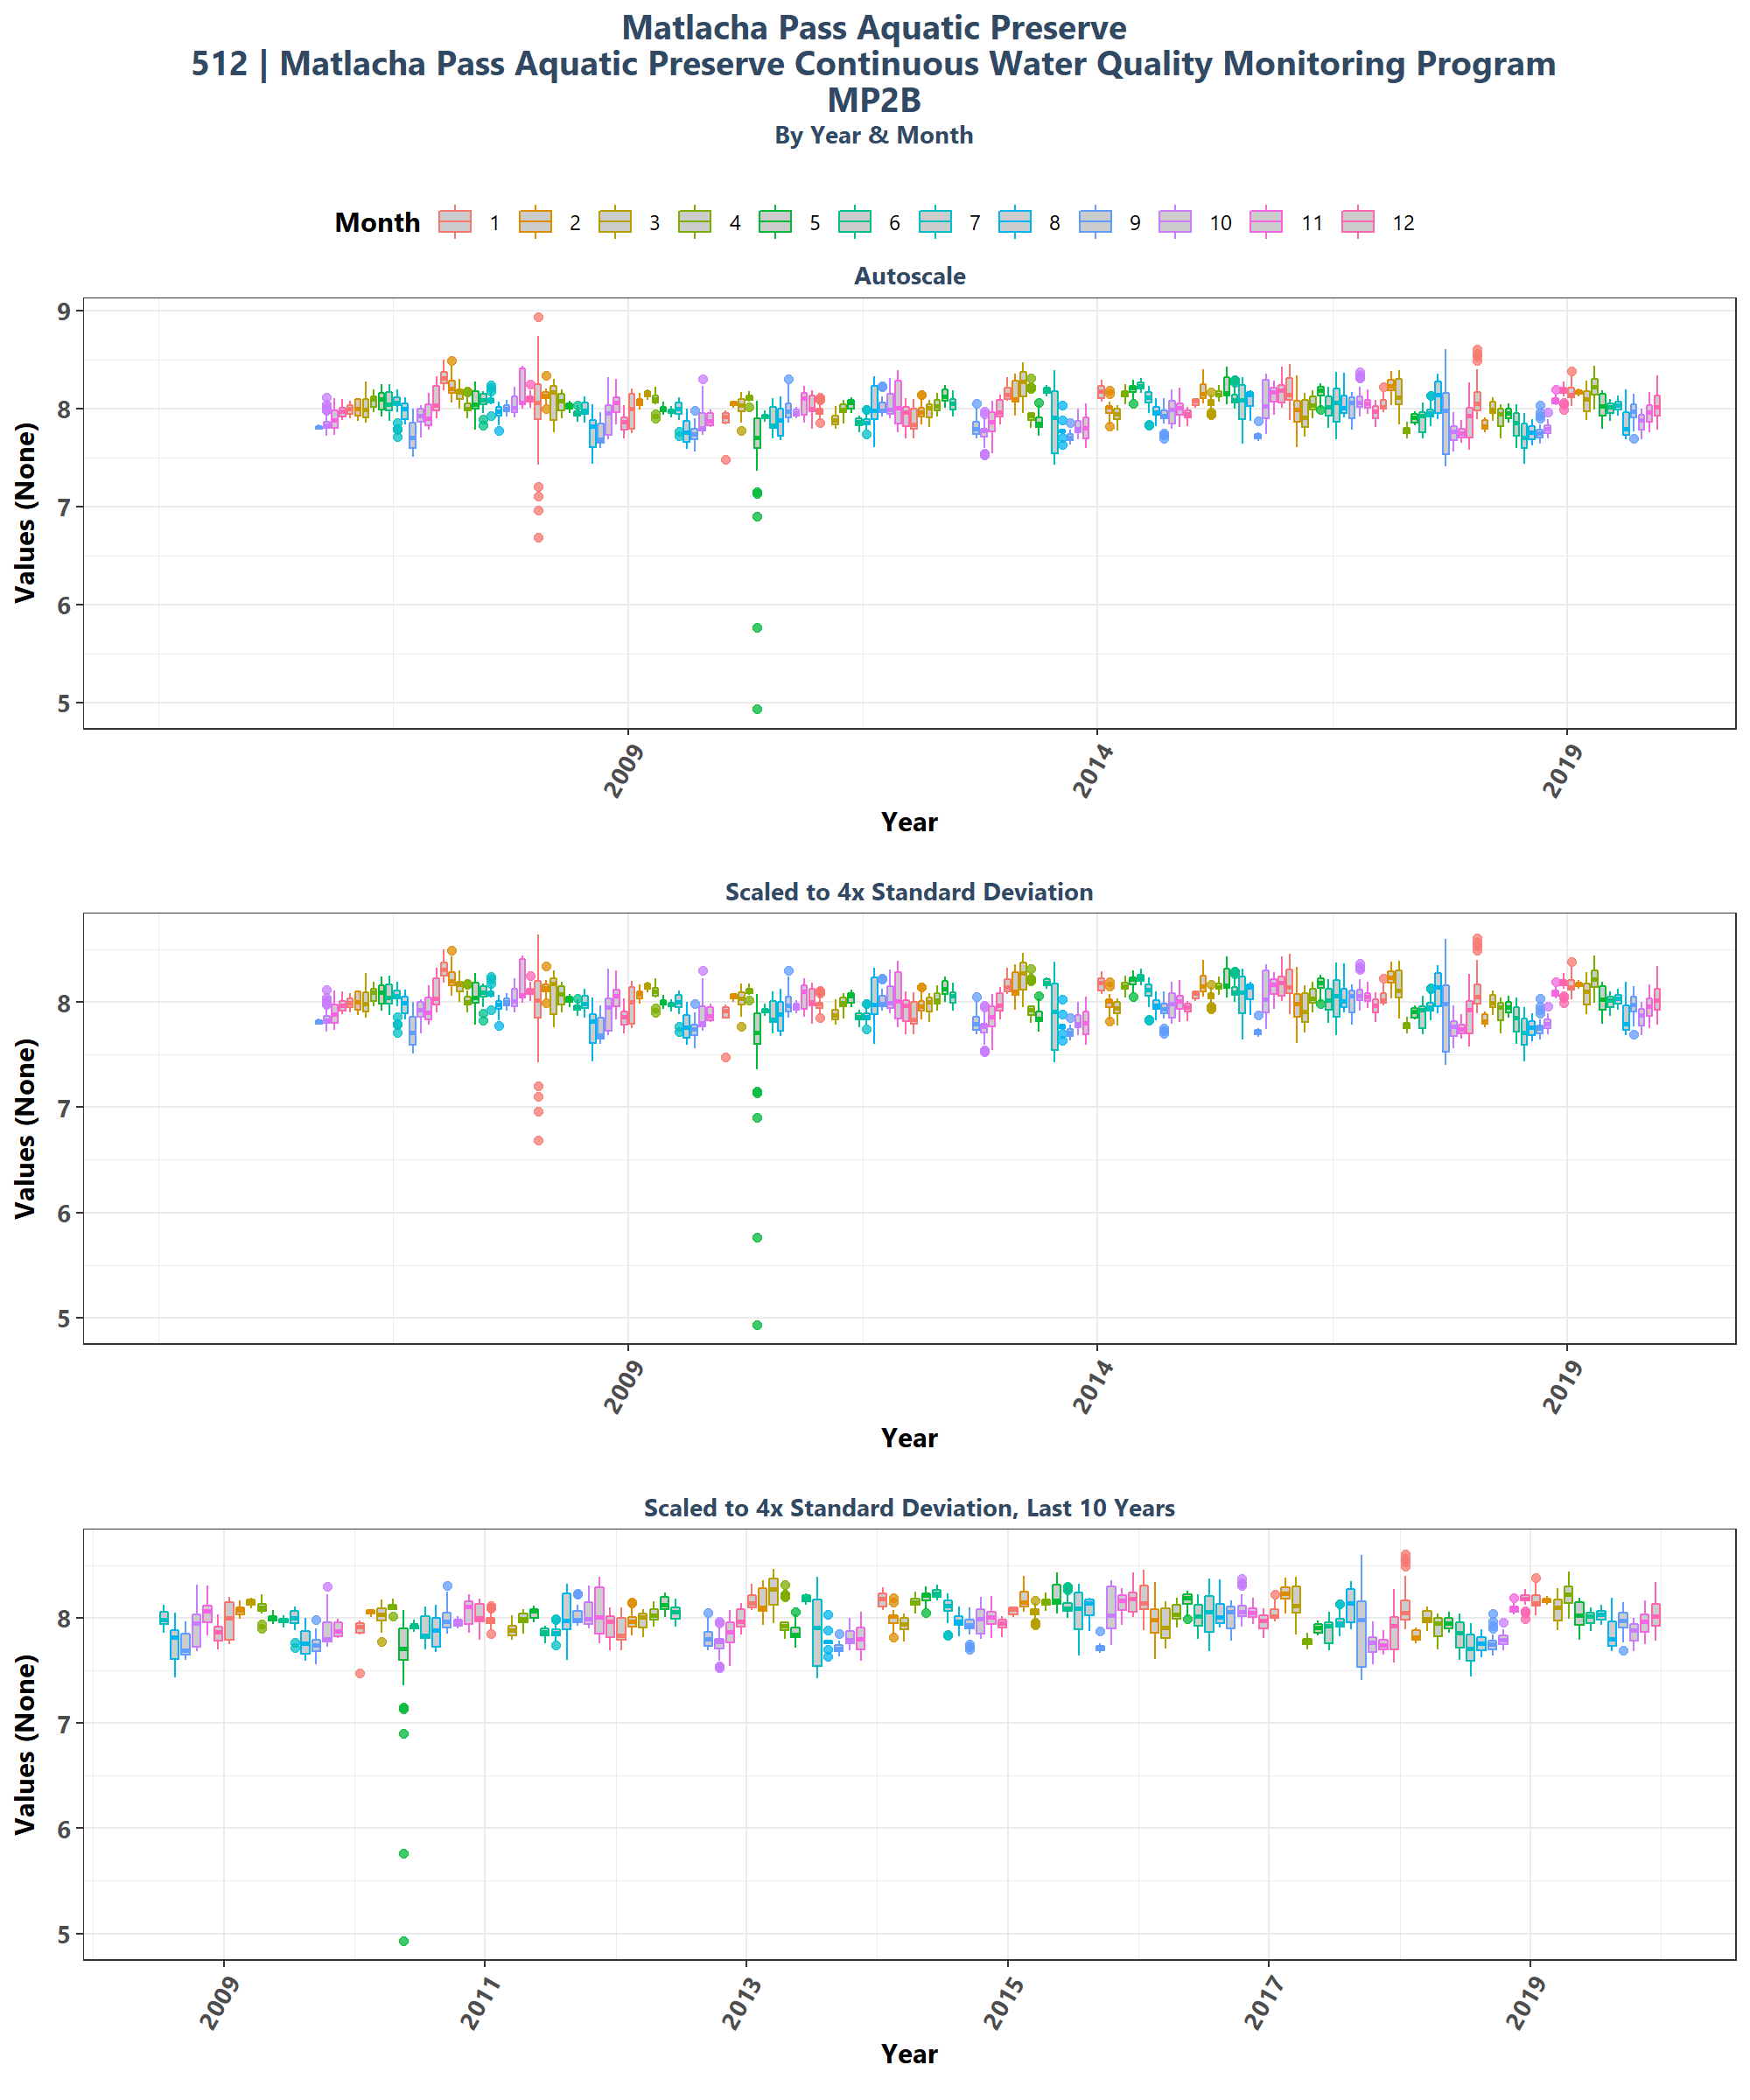 Matlacha Pass Aquatic Preserve
512 | Matlacha Pass Aquatic Preserve Continuous Water Quality Monitoring Program
MP2B
By Year & Month
Month 1 2 3 4 5 6 7 8 9 10 11 12
Autoscale
Values (None)
9
8
7
6
5
2009 2014 2019
Year
Scaled to 4x Standard Deviation
Values (None)
8
7
6
5
2009 2014 2019
Year
Scaled to 4x Standard Deviation, Last 10 Years
Values (None)
8
7
6
5
2009 2011 2013 2015 2017 2019
Year